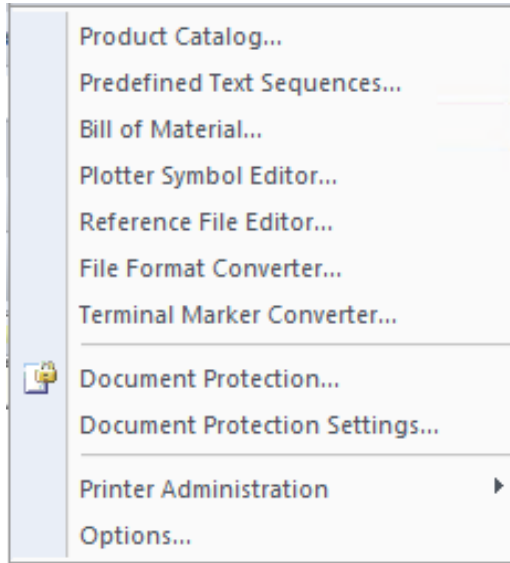 Product Catalog...
Predefined Text Sequences...
Bill of Material...
Plotter Symbol Editor...
Reference File Editor...
File Format Converter...
Terminal Marker Converter...
Document Protection...
Document Protection Settings...
Printer Administration
Options...